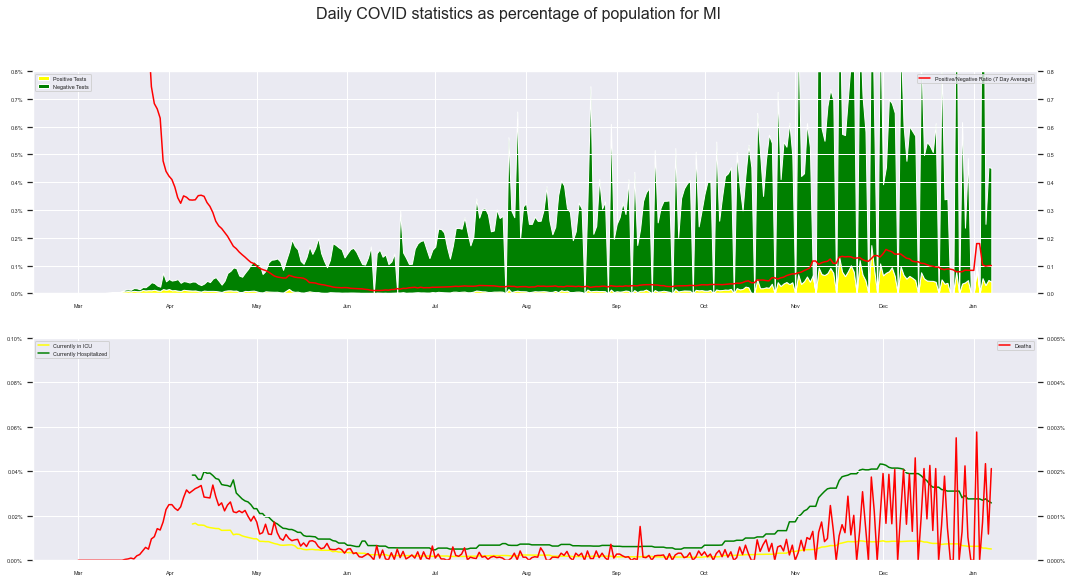 Daily COVID statistics as percentage of population for MI
Positive Tests
Negative Tests
Positive/Negative Ratio (7 Day Average)
0.8% 0.8
0.7% 0.7
0.6% 0.6
0.5% 0.5
0.4% 0.4
0.3% 0.3
0.2% 0.2
0.1% 0.1
0.0% 0.0
Mar Apr May Jun Jul Aug Sep Oct Nov Dec Jan
Currently in ICU
Currently Hospitalized
Deaths
0.10% 0.005%
0.08% 0.004%
0.06% 0.003%
0.04% 0.002%
0.02% 0.001%
0.00% 0.000%
Mar Apr May Jun Jul Aug Sep Oct Nov Dec Jan